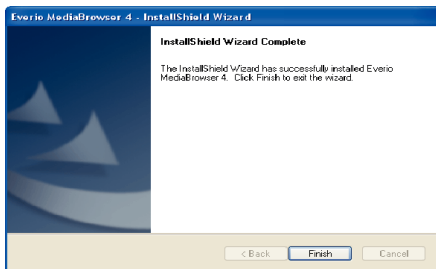 Everio MediaBrowser 4 - InstallShield Wizard
InstallShield Wizard Complete
The InstallShield Wizard has successfully installed Everio
MediaBrowser 4. Click Finish to exit the wizard.
< Back Finish Cancel